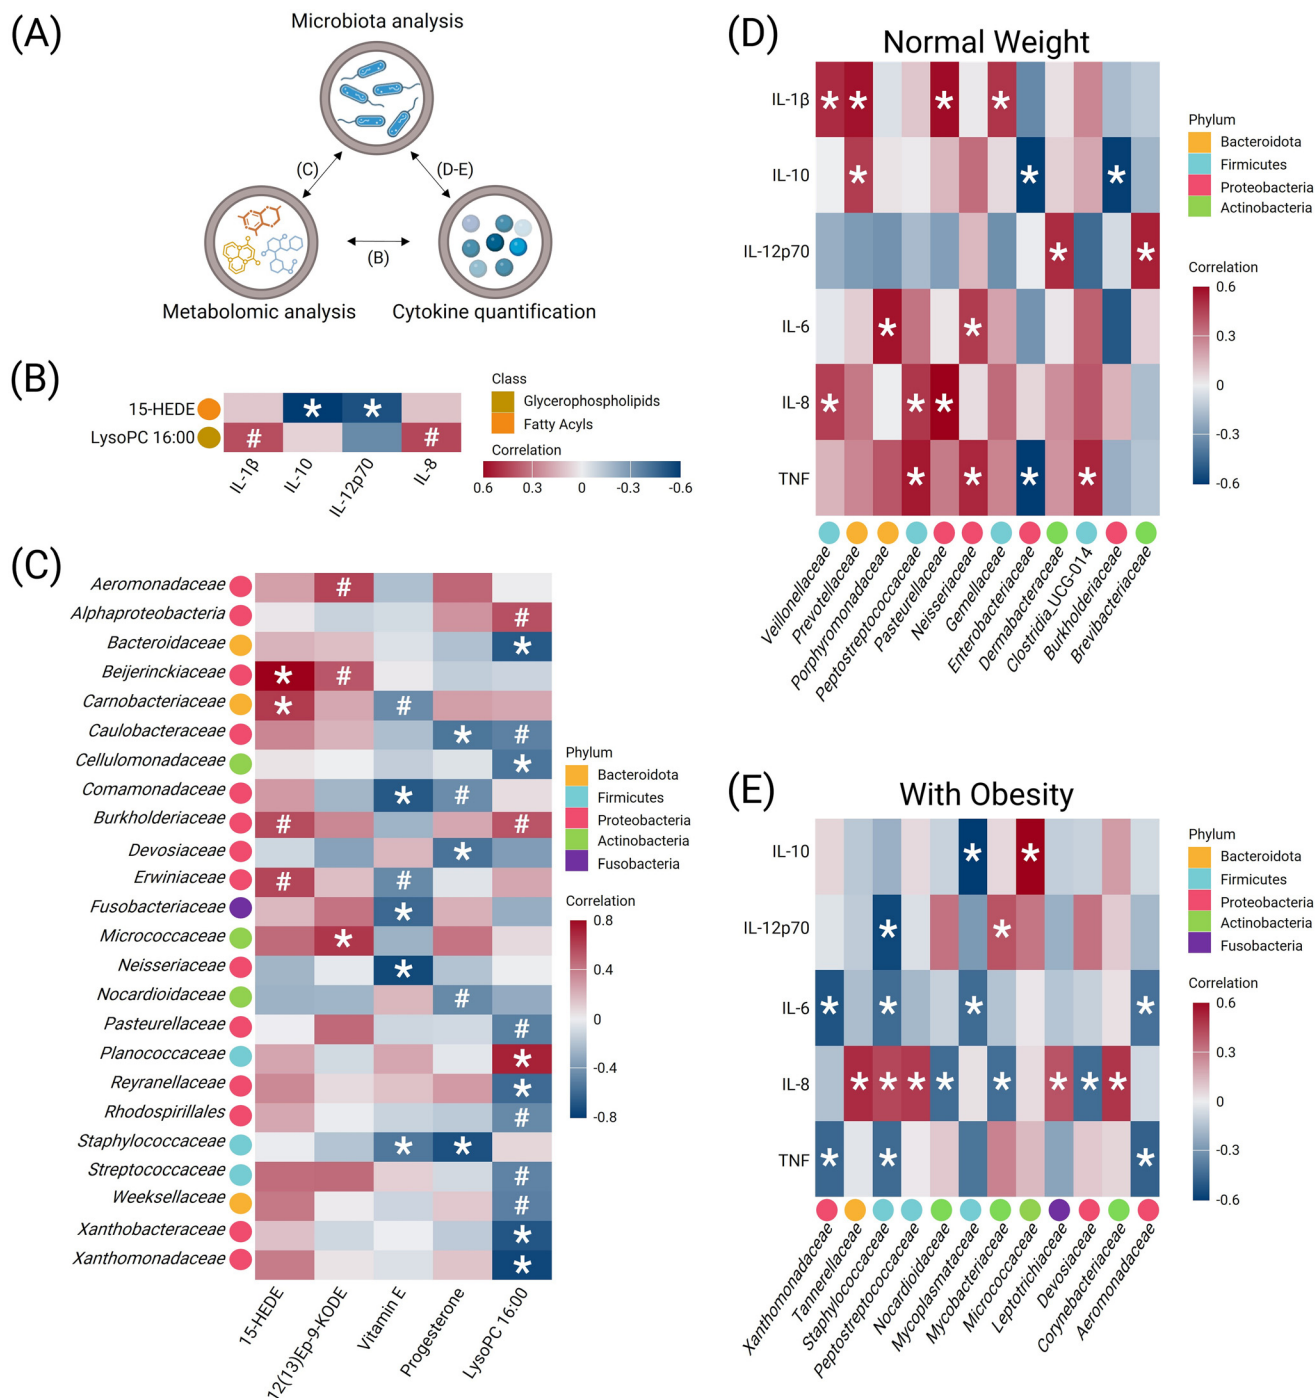 (A)
Microbiota analysis
(C)
(D-E)
(B)
Metabolomic analysis
Cytokine quantification
(B)
15-HEDE
*
*
LysoPC 16:00
#
#
IL-1β
IL-10
IL-12p70
IL-8
Class
Glycerophospholipids
Fatty Acyls
Correlation
0.6 0.3 0 -0.3 -0.6
(C)
Aeromonadaceae #
Alphaproteobacteria #
Bacteroidaceae *
Beijerinckiaceae * #
Carnobacteriaceae * #
Caulobacteraceae * #
Cellulomonadaceae *
Comamonadaceae * #
Burkholderiaceae # #
Devosiaceae *
Erwiniaceae # #
Fusobacteriaceae *
Micrococcaceae *
Neisseriaceae *
Nocardioidaceae #
Pasteurellaceae #
Planococcaceae *
Reyranellaceae *
Rhodospirillales #
Staphylococcaceae * *
Streptococcaceae #
Weeksellaceae #
Xanthobacteraceae *
Xanthomonadaceae *
15-HEDE
12(13)Ep-9-KODE
Vitamin E
Progesterone
LysoPC 16:00
Phylum
Bacteroidota
Firmicutes
Proteobacteria
Actinobacteria
Fusobacteria
Correlation
0.8
0.4
0
-0.4
-0.8
(D)
Normal Weight
IL-1β * * * *
IL-10 * * *
IL-12p70 * *
IL-6 * *
IL-8 * * *
TNF * * * *
Veillonellaceae
Prevotellaceae
Porphyromonadaceae
Peptostreptococcaceae
Pasteurellaceae
Neisseriaceae
Gemellaceae
Enterobacteriaceae
Dermabacteraceae
Clostridia_UCG-014
Burkholderiaceae
Brevibacteriaceae
Phylum
Bacteroidota
Firmicutes
Proteobacteria
Actinobacteria
Correlation
0.6
0.3
0
-0.3
-0.6
(E)
With Obesity
IL-10 * *
IL-12p70 * *
IL-6 * * * *
IL-8 * * * * * * * *
TNF * * *
Xanthomonadaceae
Tannerellaceae
Staphylococcaceae
Peptostreptococcaceae
Nocardioidaceae
Mycoplasmataceae
Mycobacteriaceae
Micrococcaceae
Leptotrichiaceae
Devosiaceae
Corynebacteriaceae
Aeromonadaceae
Phylum
Bacteroidota
Firmicutes
Proteobacteria
Actinobacteria
Fusobacteria
Correlation
0.6
0.3
0
-0.3
-0.6